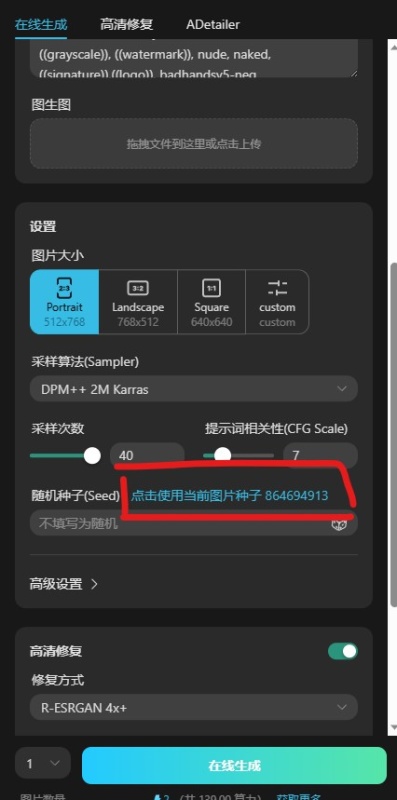 在线生成 高清修复 ADetailer
((grayscale)), ((watermark)), nude, naked,
((signature)),((logo)), badhandsv5-neg
图生图
拖拽文件到这里或点击上传
设置
图片大小
2:3 3:2 1:1
Portrait Landscape Square custom
512x768 768x512 640x640 custom
采样算法(Sampler)
DPM++ 2M Karras
采样次数 提示词相关性(CFG Scale)
40 7
随机种子(Seed) 点击使用当前图片种子 864694913
不填写为随机
高级设置
高清修复
修复方式
R-ESRGAN 4x+
1 在线生成
图片数量 2 (共 139.00 算力) 获取更多